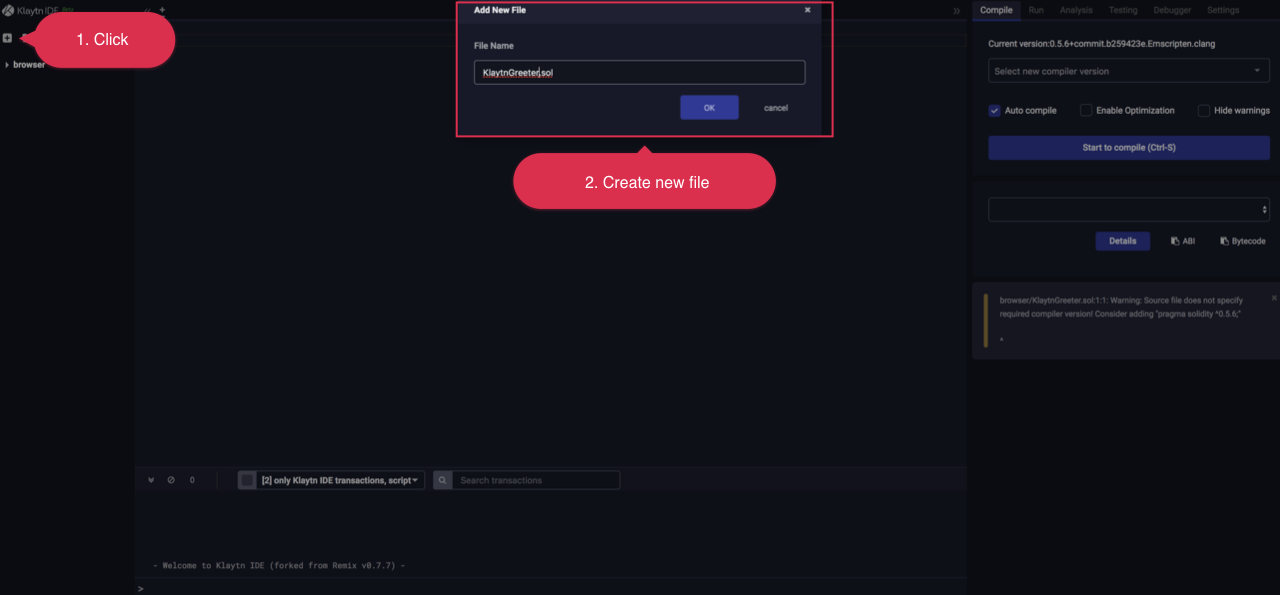 Klaytn IDE
1. Click
browser
Add New File
File Name
KlaytnGreeter.sol
OK
cancel
2. Create new file
Compile Run Analysis Testing Debugger Settings
Current version:0.5.6+commit.b259423e.Emscripten.clang
Select new compiler version
Auto compile
Enable Optimization
Hide warnings
Start to compile (Ctrl-S)
Details
ABI
Bytecode
browser/KlaytnGreeter.sol:1:1: Warning: Source file does not specify
required compiler version! Consider adding "pragma solidity ^0.5.6;"
^
0
[2] only Klaytn IDE transactions, script
Search transactions
- Welcome to Klaytn IDE (forked from Remix v0.7.7) -
>